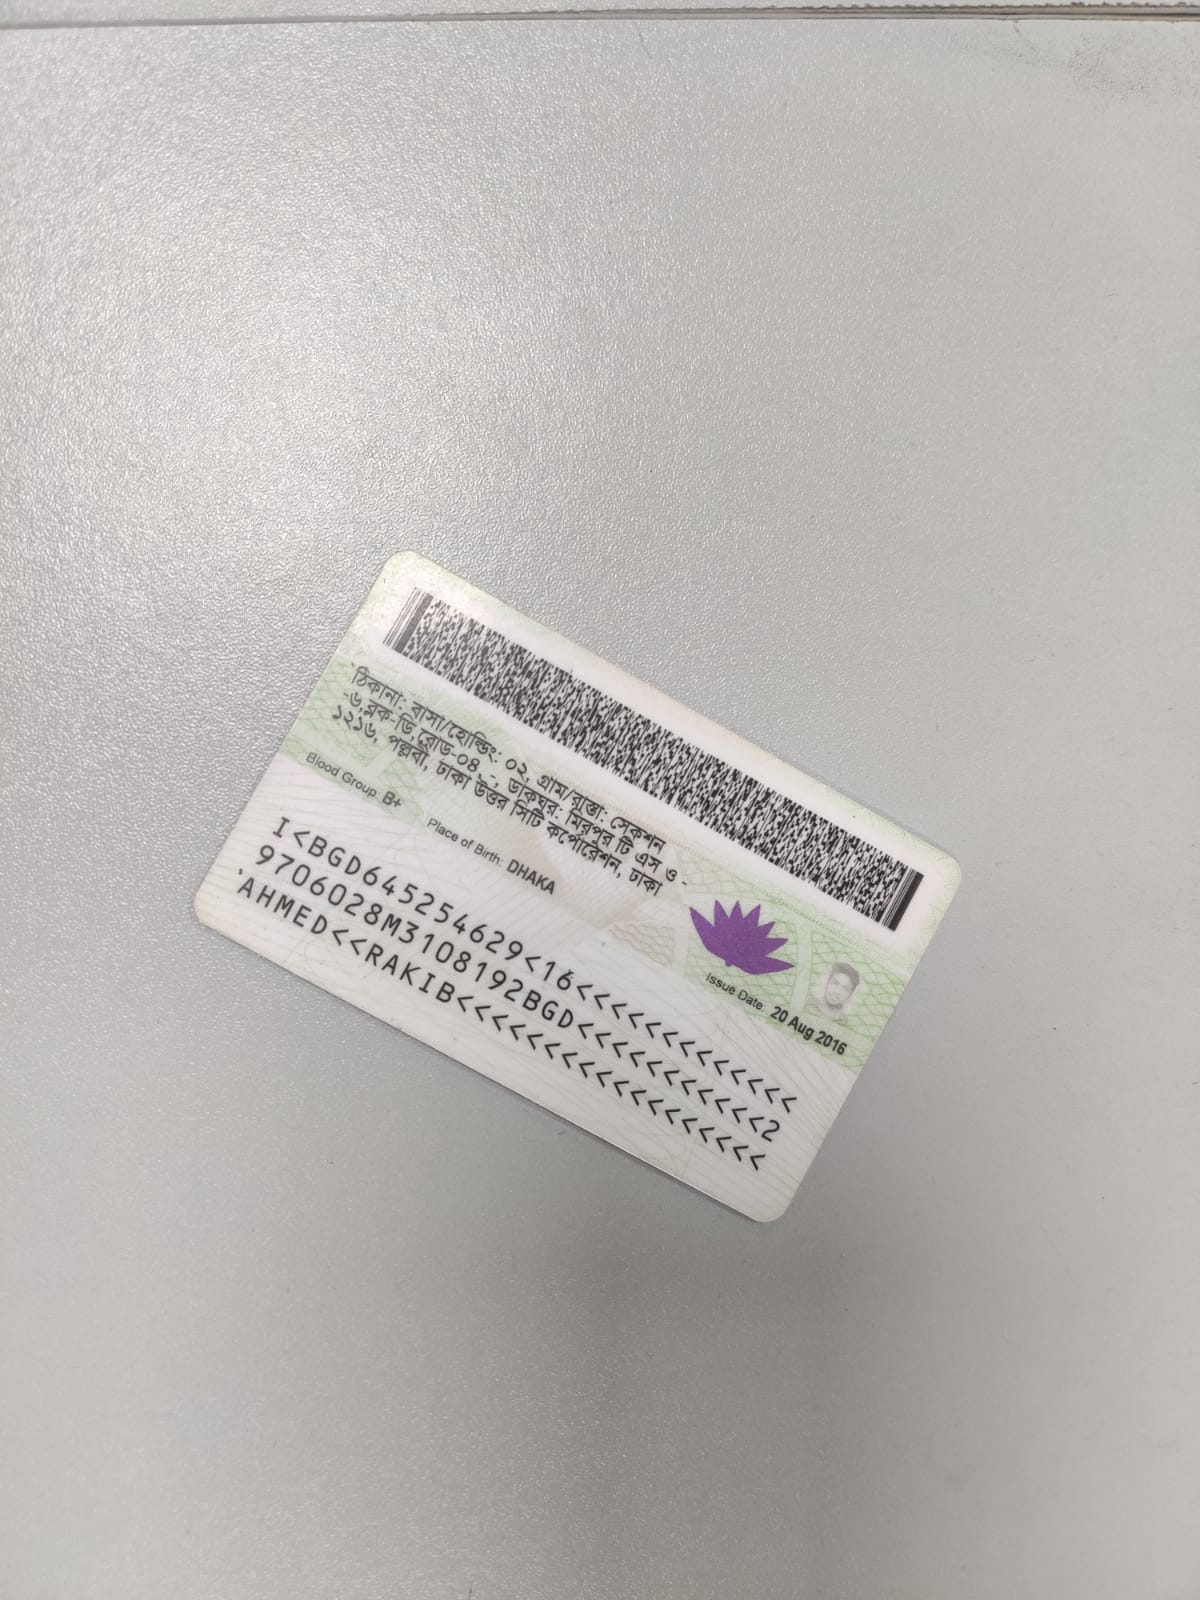 ঠিকানা: বাসা/হোল্ডিং: ০২, গ্রাম/রাস্তা: সেকশন
-৬,ব্লক-ডি,রোড-০৪, -, ডাকঘর: মিরপুর টি এস ও -
১২১৬, পল্লবী, ঢাকা উত্তর সিটি কর্পোরেশন, ঢাকা
Blood Group: B+ Place of Birth: DHAKA
Issue Date: 20 Aug 2016
I<BGD6452546629<16<<<<<<<<<<<<<
9706028M3108192BGD<<<<<<<<<<<2
AHMED<<RAKIB<<<<<<<<<<<<<<<<<<